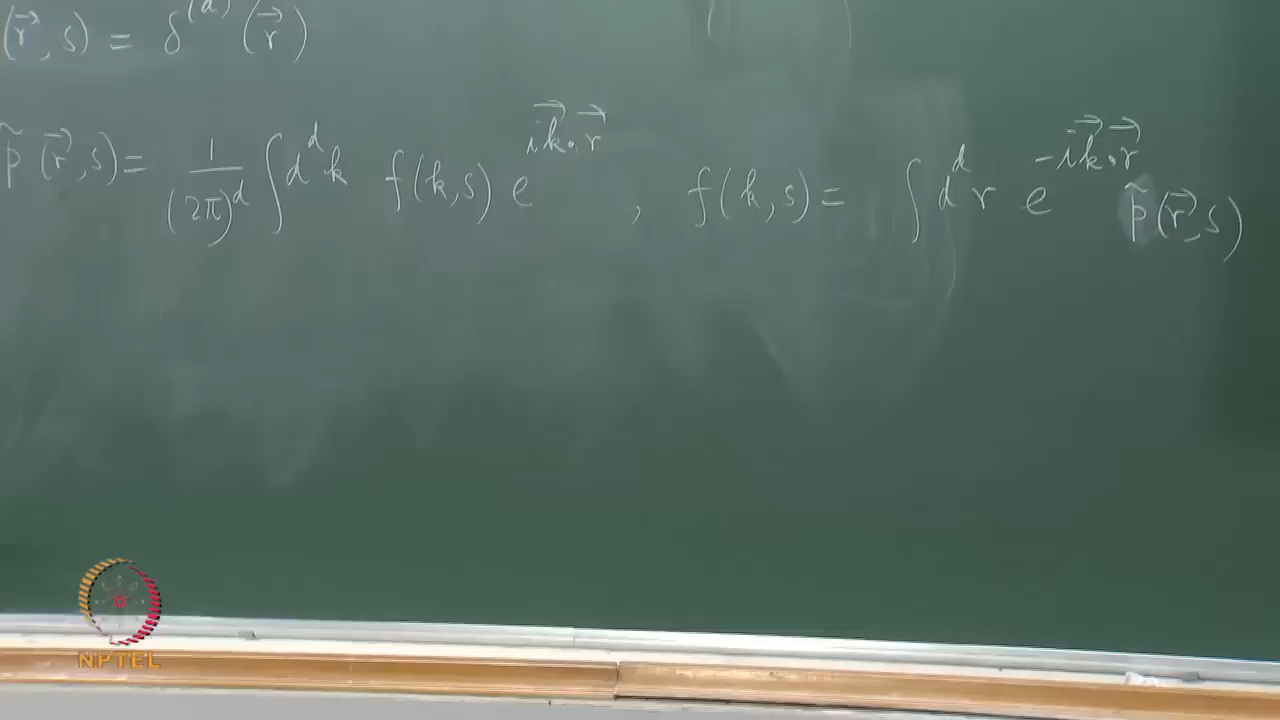 (r⃗, s) = δ^(d) (r⃗)
p̃ (r⃗, s) = 1/(2π)^d ∫ d^d k f(k, s) e^{i k⃗·r⃗} , f(k, s) = ∫ d^d r e^{-i k⃗·r⃗} p̃(r⃗, s)
NPTEL